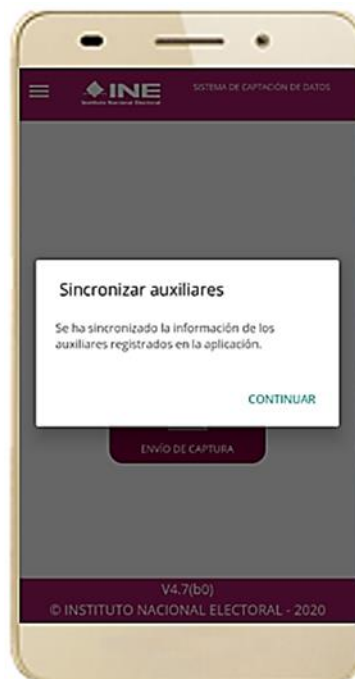 INE
Instituto Nacional Electoral
SISTEMA DE CAPTACIÓN DE DATOS
Sincronizar auxiliares
Se ha sincronizado la información de los
auxiliares registrados en la aplicación.
CONTINUAR
ENVÍO DE CAPTURA
V4.7(b0)
© INSTITUTO NACIONAL ELECTORAL - 2020